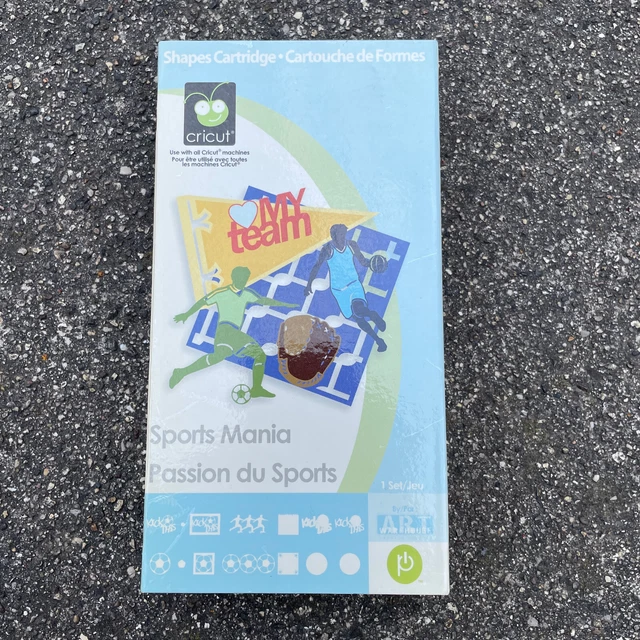 Shapes Cartridge • Cartouche de Formes
cricut®
Use with all Cricut® machines
Pour être utilisé avec toutes
les machines Cricut®
MY
team
Sports Mania
Passion du Sports
1 Set/Jeu
ART